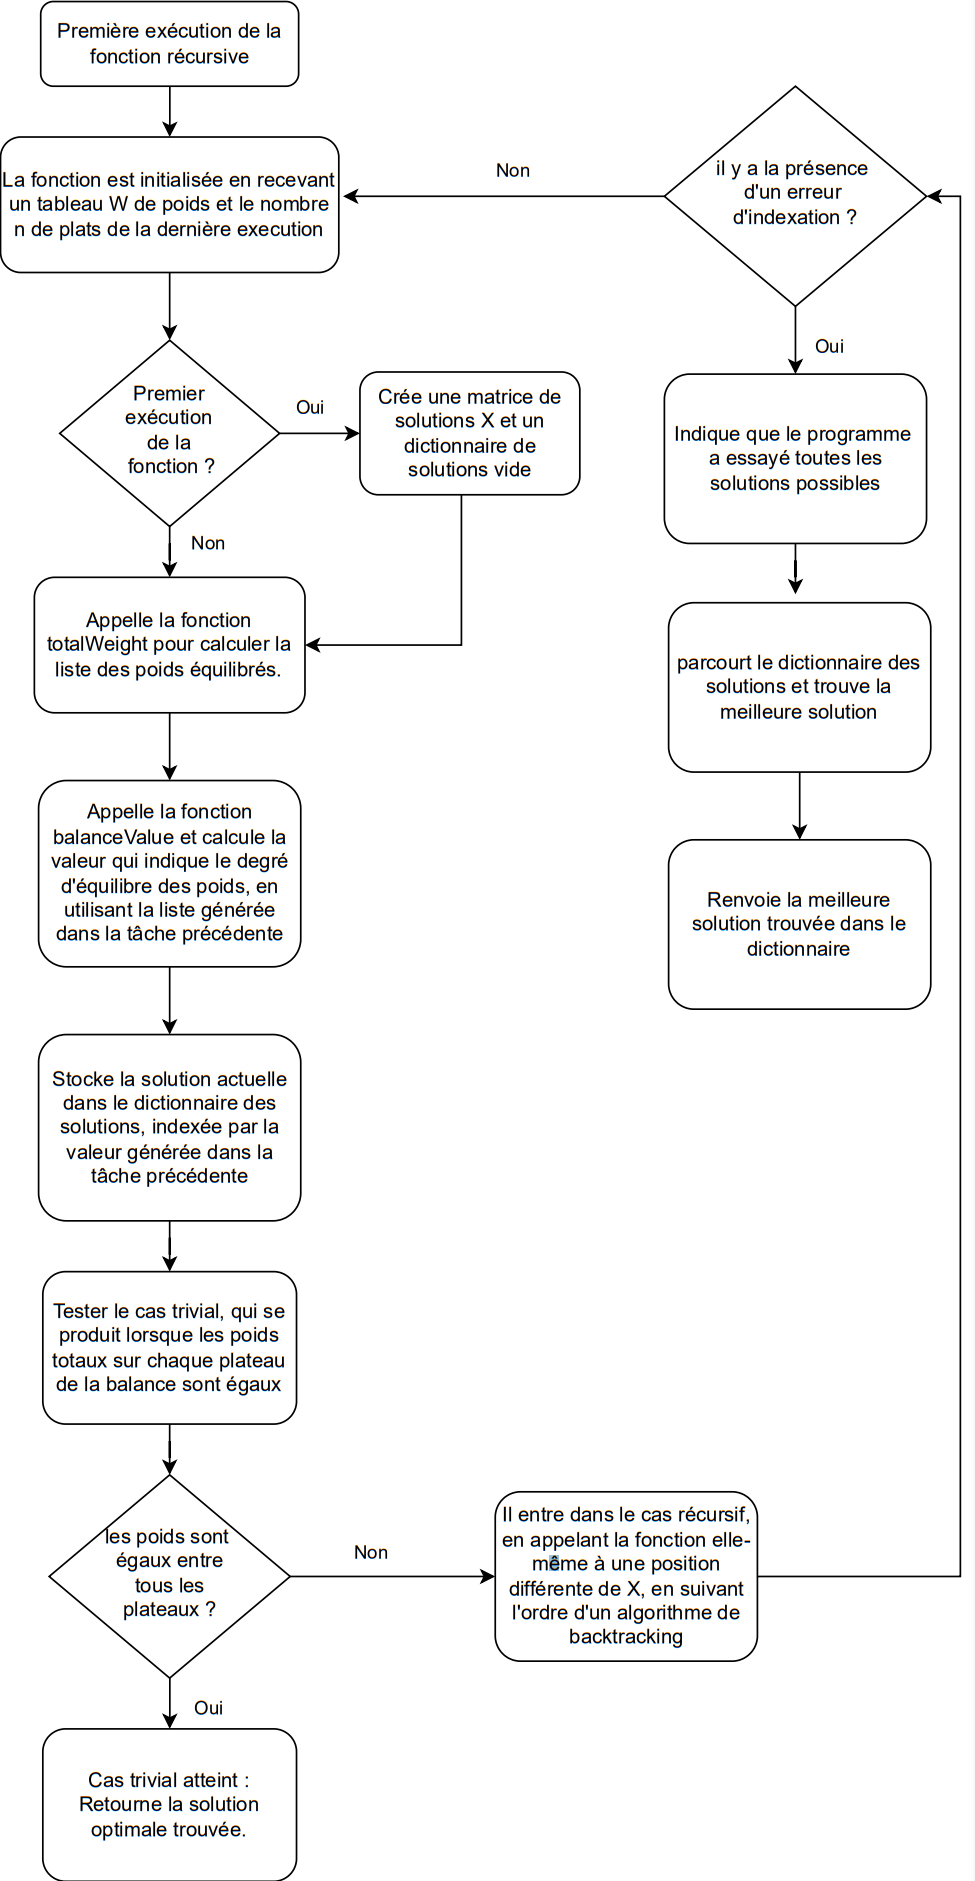 Première exécution de la
fonction récursive
La fonction est initialisée en recevant
un tableau W de poids et le nombre
n de plats de la dernière execution
Premier
exécution
de la
fonction ?
Oui
Crée une matrice de
solutions X et un
dictionnaire de
solutions vide
Non
Appelle la fonction
totalWeight pour calculer la
liste des poids équilibrés.
Appelle la fonction
balanceValue et calcule la
valeur qui indique le degré
d'équilibre des poids, en
utilisant la liste générée
dans la tâche précédente
Stocke la solution actuelle
dans le dictionnaire des
solutions, indexée par la
valeur générée dans la
tâche précédente
Tester le cas trivial, qui se
produit lorsque les poids
totaux sur chaque plateau
de la balance sont égaux
les poids sont
égaux entre
tous les
plateaux ?
Oui
Cas trivial atteint :
Retourne la solution
optimale trouvée.
Non
Il entre dans le cas récursif,
en appelant la fonction elle-
même à une position
différente de X, en suivant
l'ordre d'un algorithme de
backtracking
il y a la présence
d'un erreur
d'indexation ?
Non
Oui
Indique que le programme
a essayé toutes les
solutions possibles
parcourt le dictionnaire des
solutions et trouve la
meilleure solution
Renvoie la meilleure
solution trouvée dans le
dictionnaire